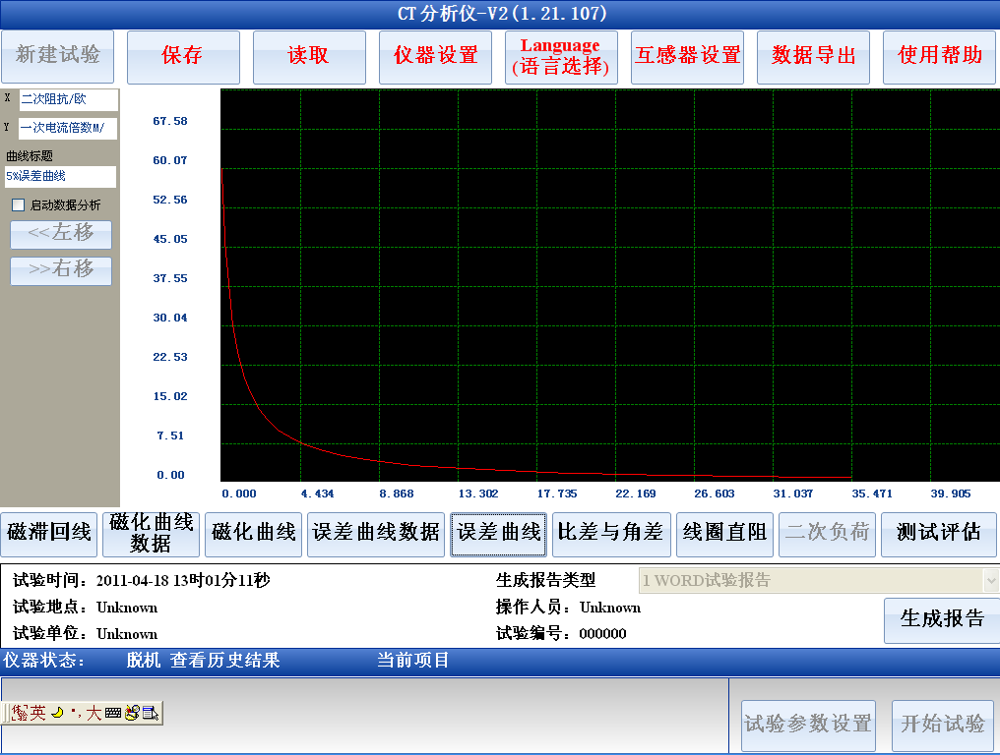 CT分析仪-V2(1.21.107)
新建试验
保存
读取
仪器设置
Language
(语言选择)
互感器设置
数据导出
使用帮助
X 二次阻抗/欧
Y 一次电流倍数M/
曲线标题
5%误差曲线
启动数据分析
<<左移
>>右移
67.58
60.07
52.56
45.05
37.55
30.04
22.53
15.02
7.51
0.00
0.000 4.434 8.868 13.302 17.735 22.169 26.603 31.037 35.471 39.905
磁滞回线
磁化曲线
数据
磁化曲线
误差曲线数据
误差曲线
比差与角差
线圈直阻
二次负荷
测试评估
试验时间: 2011-04-18 13时01分11秒
生成报告类型 1 WORD试验报告
试验地点: Unknown
操作人员: Unknown
试验单位: Unknown
试验编号: 000000
生成报告
仪器状态: 脱机 查看历史结果 当前项目
英 大
试验参数设置
开始试验